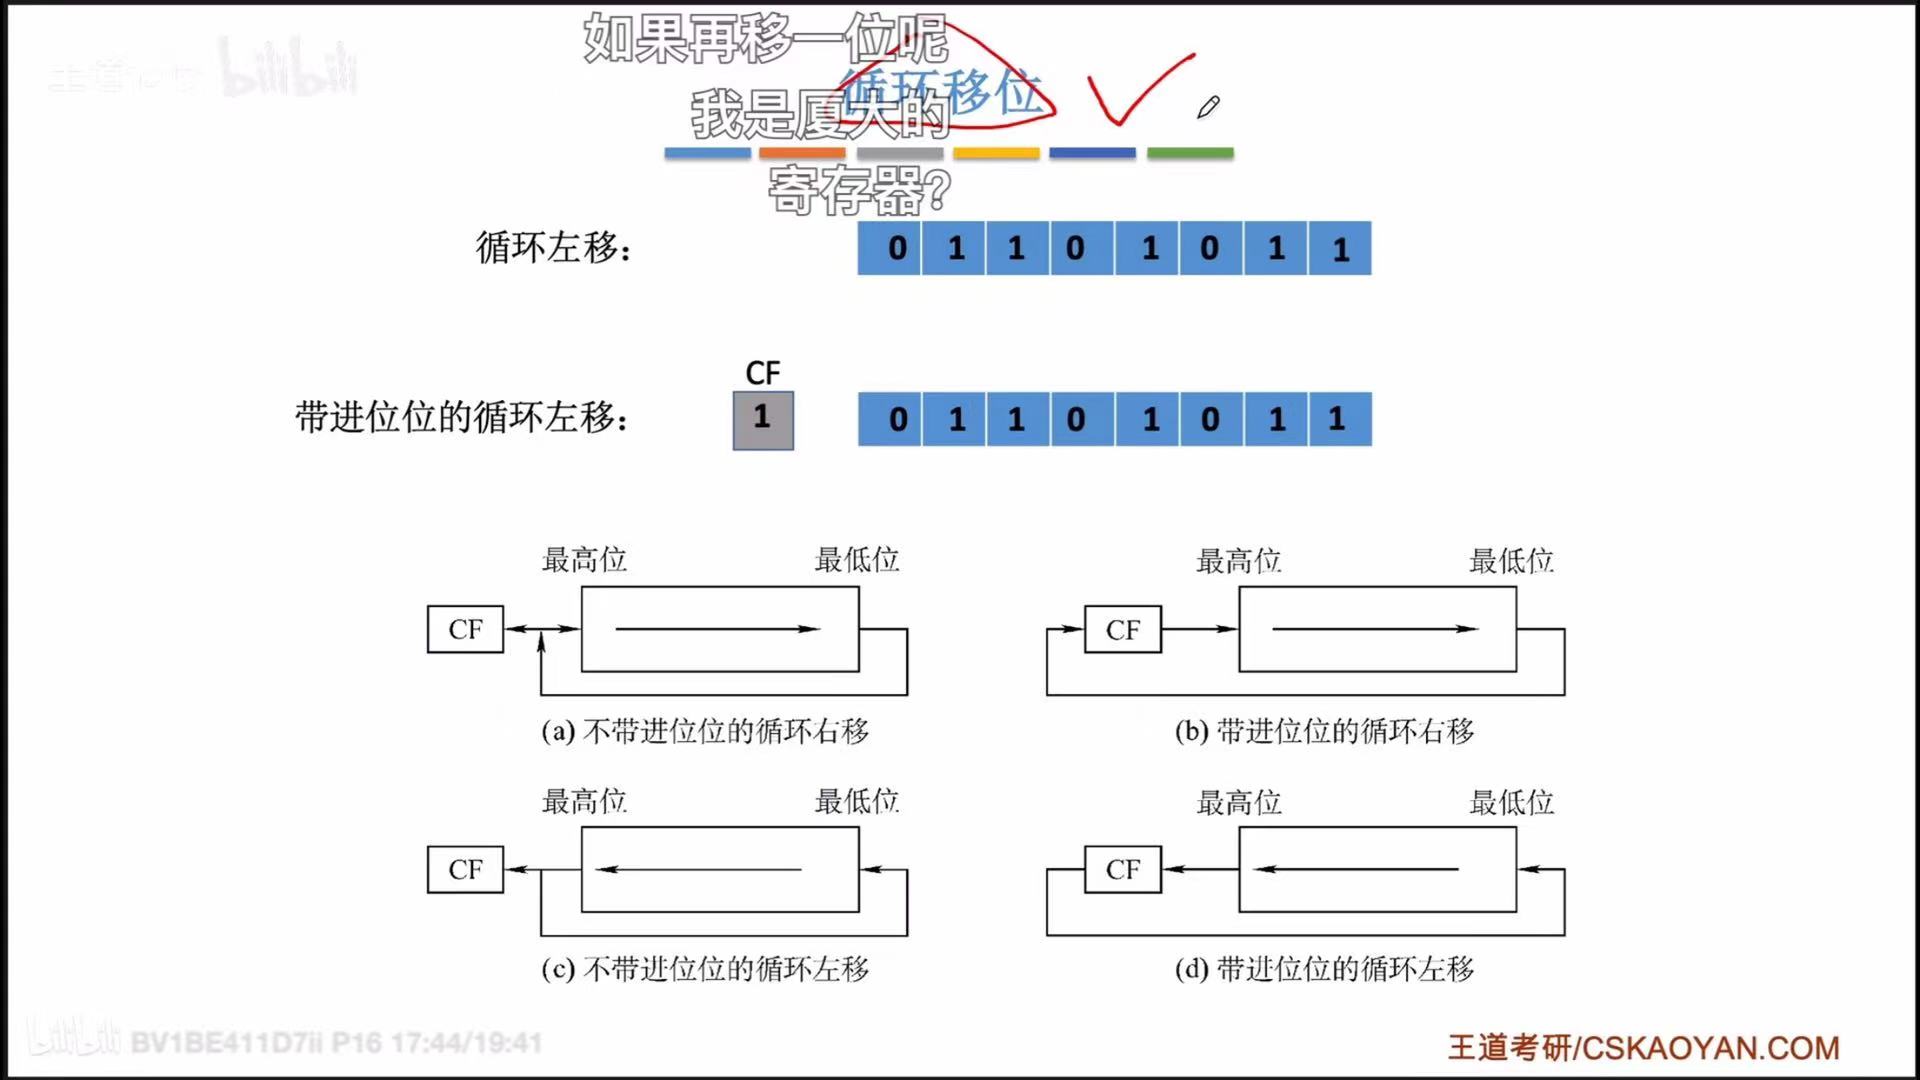 如果再移一位呢
bilibili
循环移位
我是厦大的
寄存器?
循环左移: 0 1 1 0 1 0 1 1
CF
带进位位的循环左移: 1 0 1 1 0 1 0 1 1
最高位 最低位 最高位 最低位
CF CF
(a) 不带进位位的循环右移 (b) 带进位位的循环右移
最高位 最低位 最高位 最低位
CF CF
(c) 不带进位位的循环左移 (d) 带进位位的循环左移
bilibili BV1BE411D7ii P16 17:44/19:41
王道考研/CSKAOYAN.COM